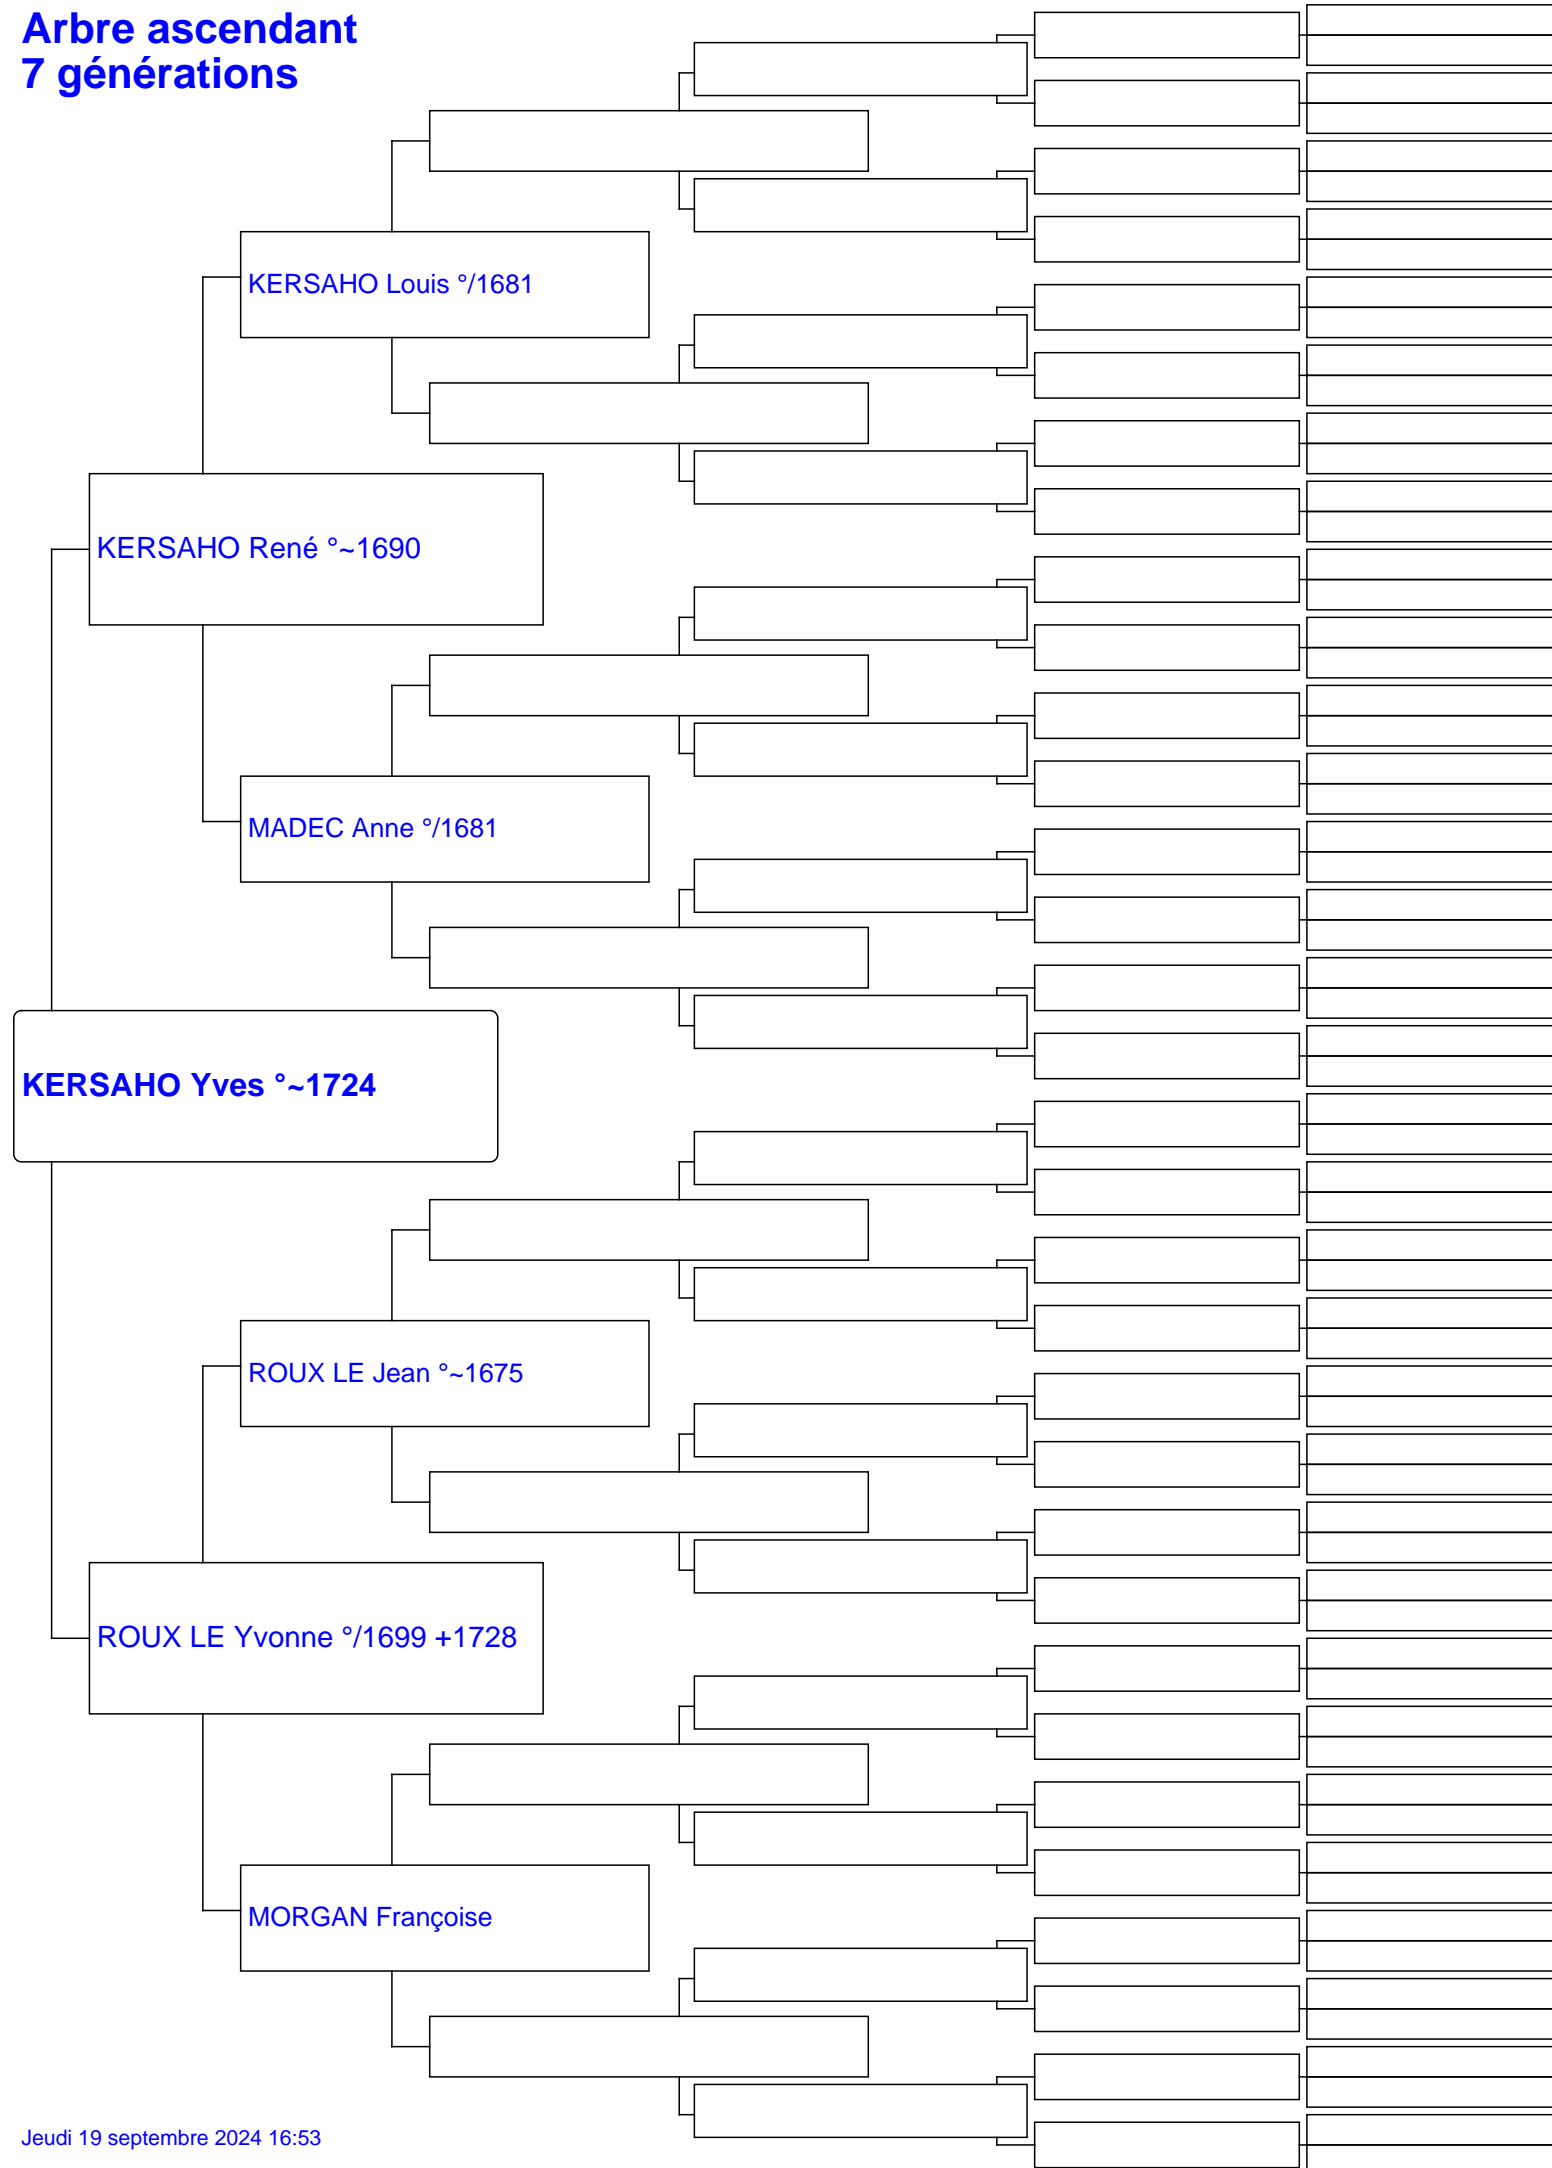 Arbre ascendant
7 générations
KERSAHO Louis °/1681
KERSAHO René °~1690
MADEC Anne °/1681
KERSAHO Yves °~1724
ROUX LE Jean °~1675
ROUX LE Yvonne °/1699 +1728
MORGAN Françoise
Jeudi 19 septembre 2024 16:53